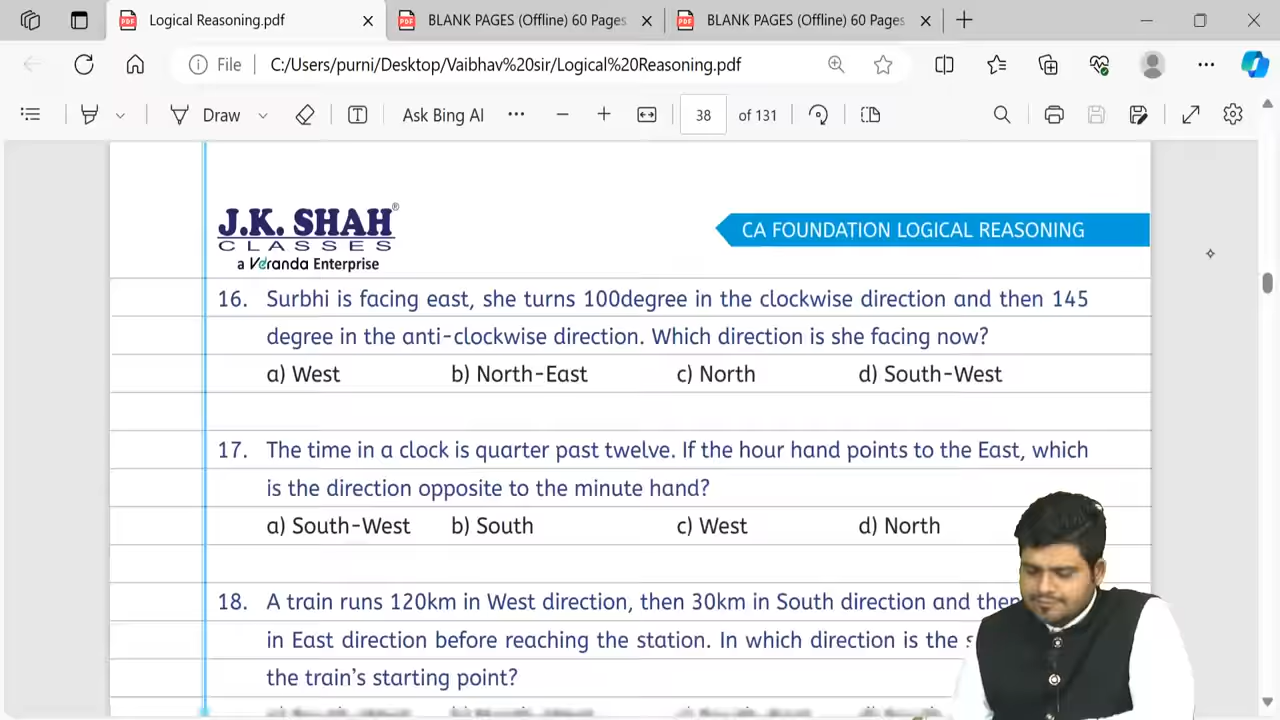 Logical Reasoning.pdf
BLANK PAGES (Offline) 60 Pages
BLANK PAGES (Offline) 60 Pages
File
C:/Users/purni/Desktop/Vaibhav%20sir/Logical%20Reasoning.pdf
Draw
Ask Bing AI
38 of 131
J.K. SHAH®
CLASSES
a Veranda Enterprise
CA FOUNDATION LOGICAL REASONING
16. Surbhi is facing east, she turns 100degree in the clockwise direction and then 145
degree in the anti-clockwise direction. Which direction is she facing now?
a) West b) North-East c) North d) South-West
17. The time in a clock is quarter past twelve. If the hour hand points to the East, which
is the direction opposite to the minute hand?
a) South-West b) South c) West d) North
18. A train runs 120km in West direction, then 30km in South direction and then
in East direction before reaching the station. In which direction is the
the train's starting point?